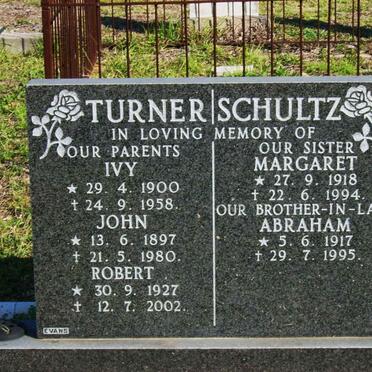 TURNER SCHULTZ
IN LOVING MEMORY OF
OUR PARENTS
IVY
★ 29. 4. 1900
† 24. 9. 1958.
JOHN
★ 13. 6. 1897
† 21. 5. 1980.
ROBERT
★ 30. 9. 1927
† 12. 7. 2002.
EVANS
OUR SISTER
MARGARET
★ 27. 9. 1918
† 22. 6. 1994.
OUR BROTHER-IN-LA
ABRAHAM
★ 5. 6. 1917
† 29. 7. 1995.